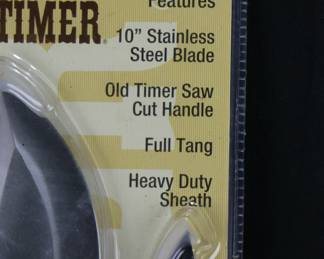 Features
TIMER®
10" Stainless
Steel Blade
Old Timer Saw
Cut Handle
Full Tang
Heavy Duty
Sheath